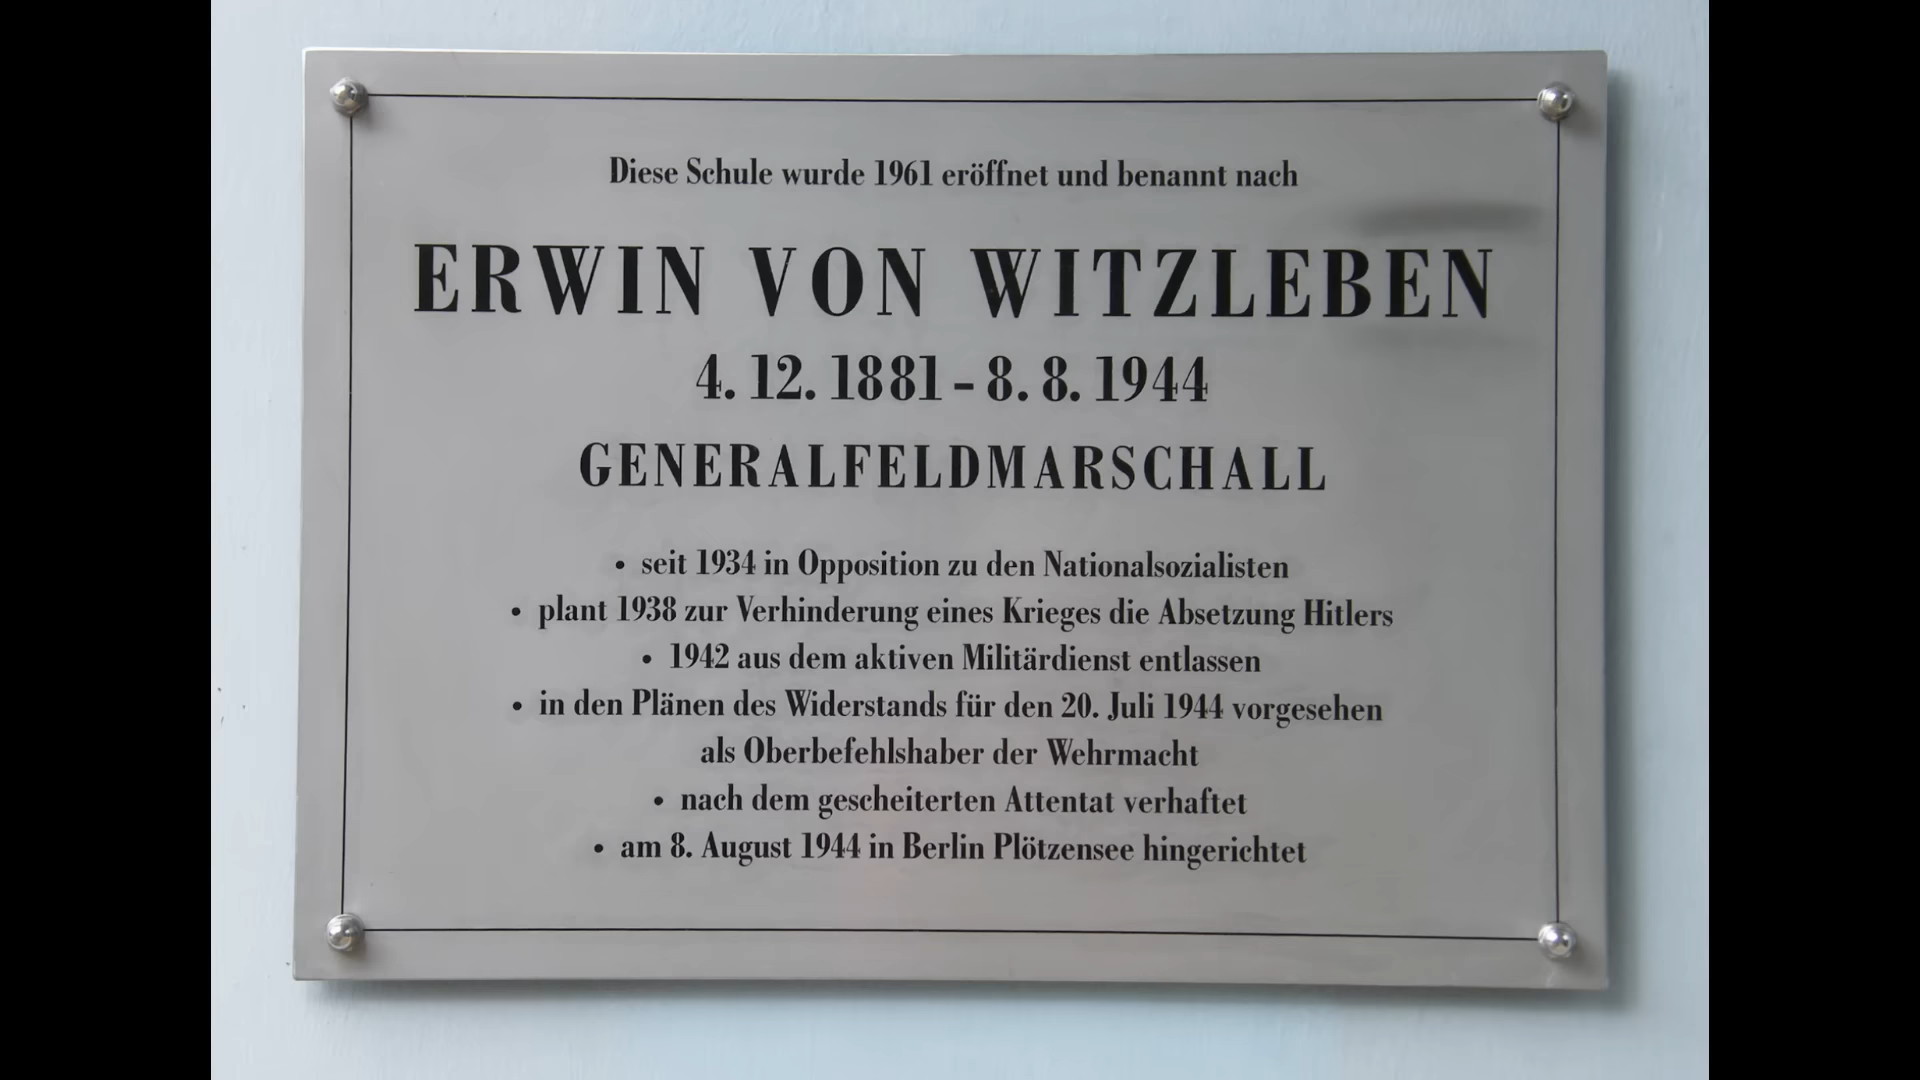 Diese Schule wurde 1961 eröffnet und benannt nach
ERWIN VON WITZLEBEN
4. 12. 1881 – 8. 8. 1944
GENERALFELDMARSCHALL
• seit 1934 in Opposition zu den Nationalsozialisten
• plant 1938 zur Verhinderung eines Krieges die Absetzung Hitlers
• 1942 aus dem aktiven Militärdienst entlassen
• in den Plänen des Widerstands für den 20. Juli 1944 vorgesehen
als Oberbefehlshaber der Wehrmacht
• nach dem gescheiterten Attentat verhaftet
• am 8. August 1944 in Berlin Plötzensee hingerichtet